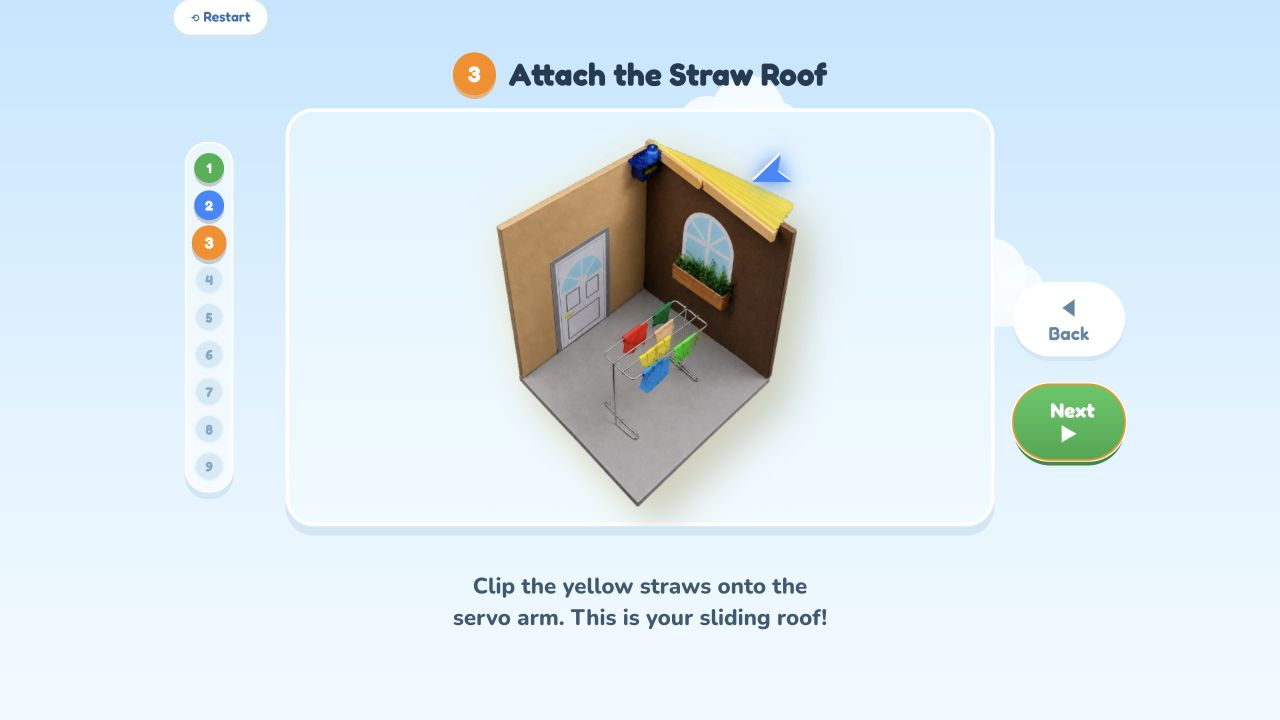 ⟲ Restart
3 Attach the Straw Roof
1
2
3
4
5
6
7
8
9
Back
Next
Clip the yellow straws onto the
servo arm. This is your sliding roof!